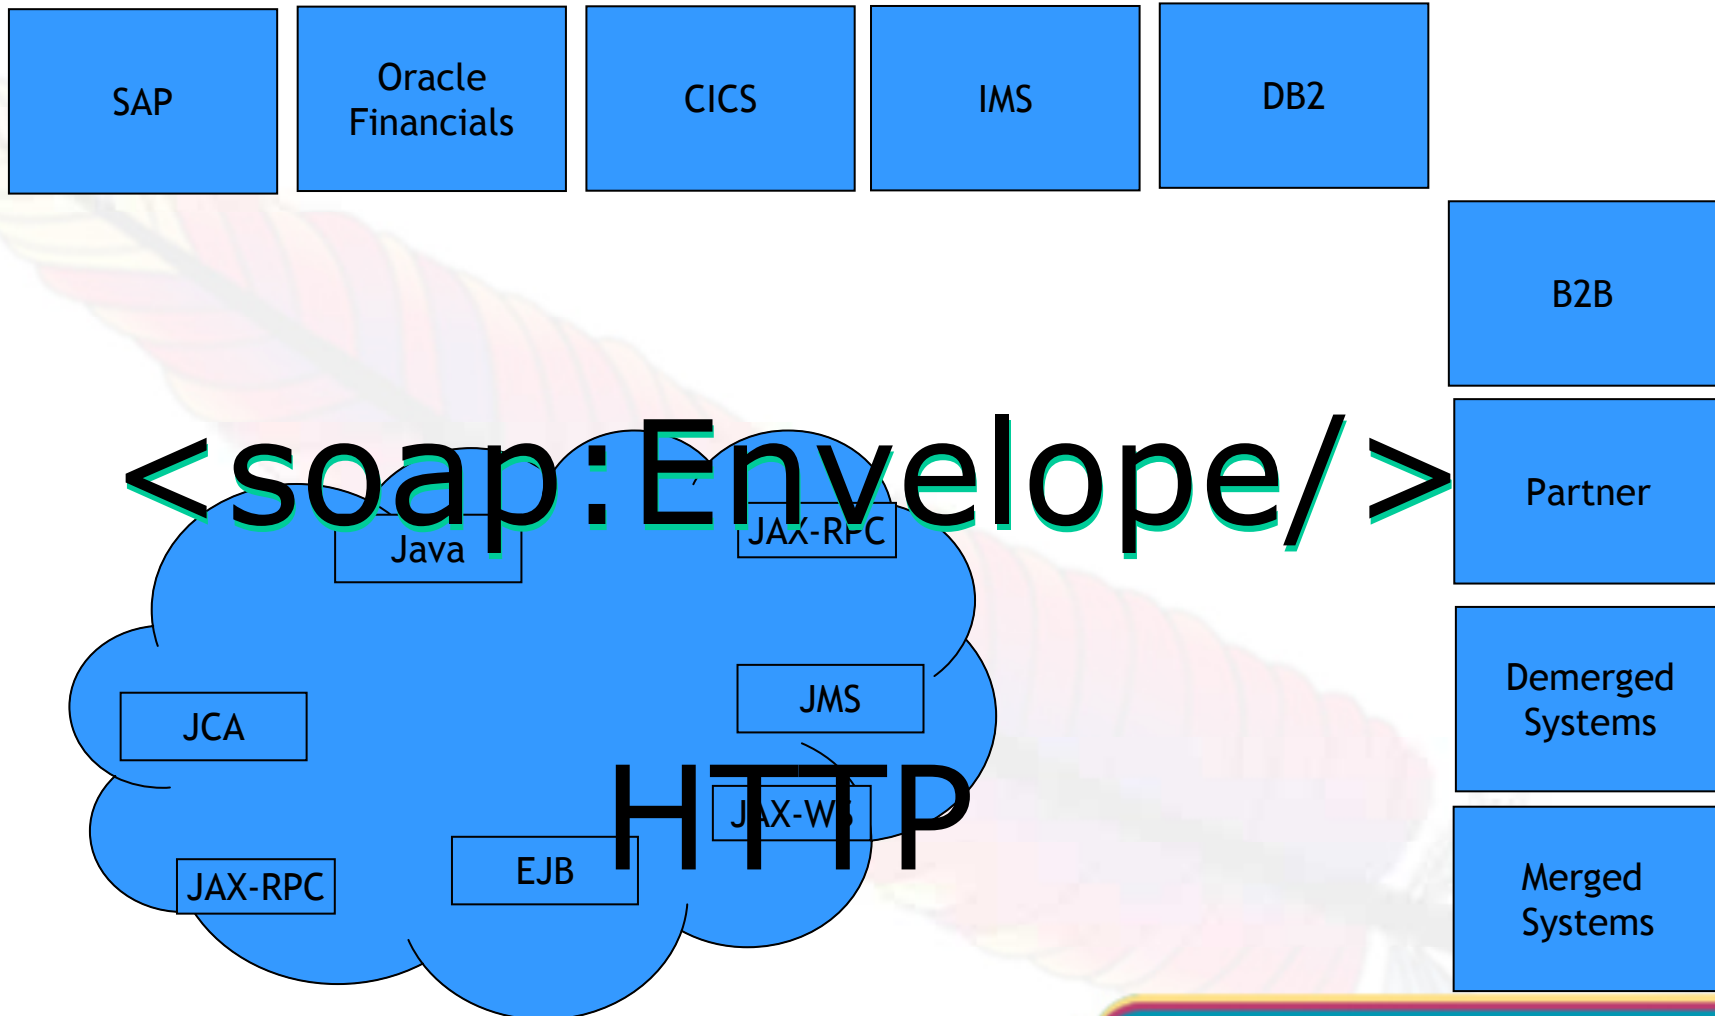 SAP
Oracle
Financials
CICS
IMS
DB2
B2B
<soap:Envelope/>
Partner
Java
JAX-RPC
Demerged
Systems
JCA
JMS
HTTP
JAX-WS
JAX-RPC
EJB
Merged
Systems